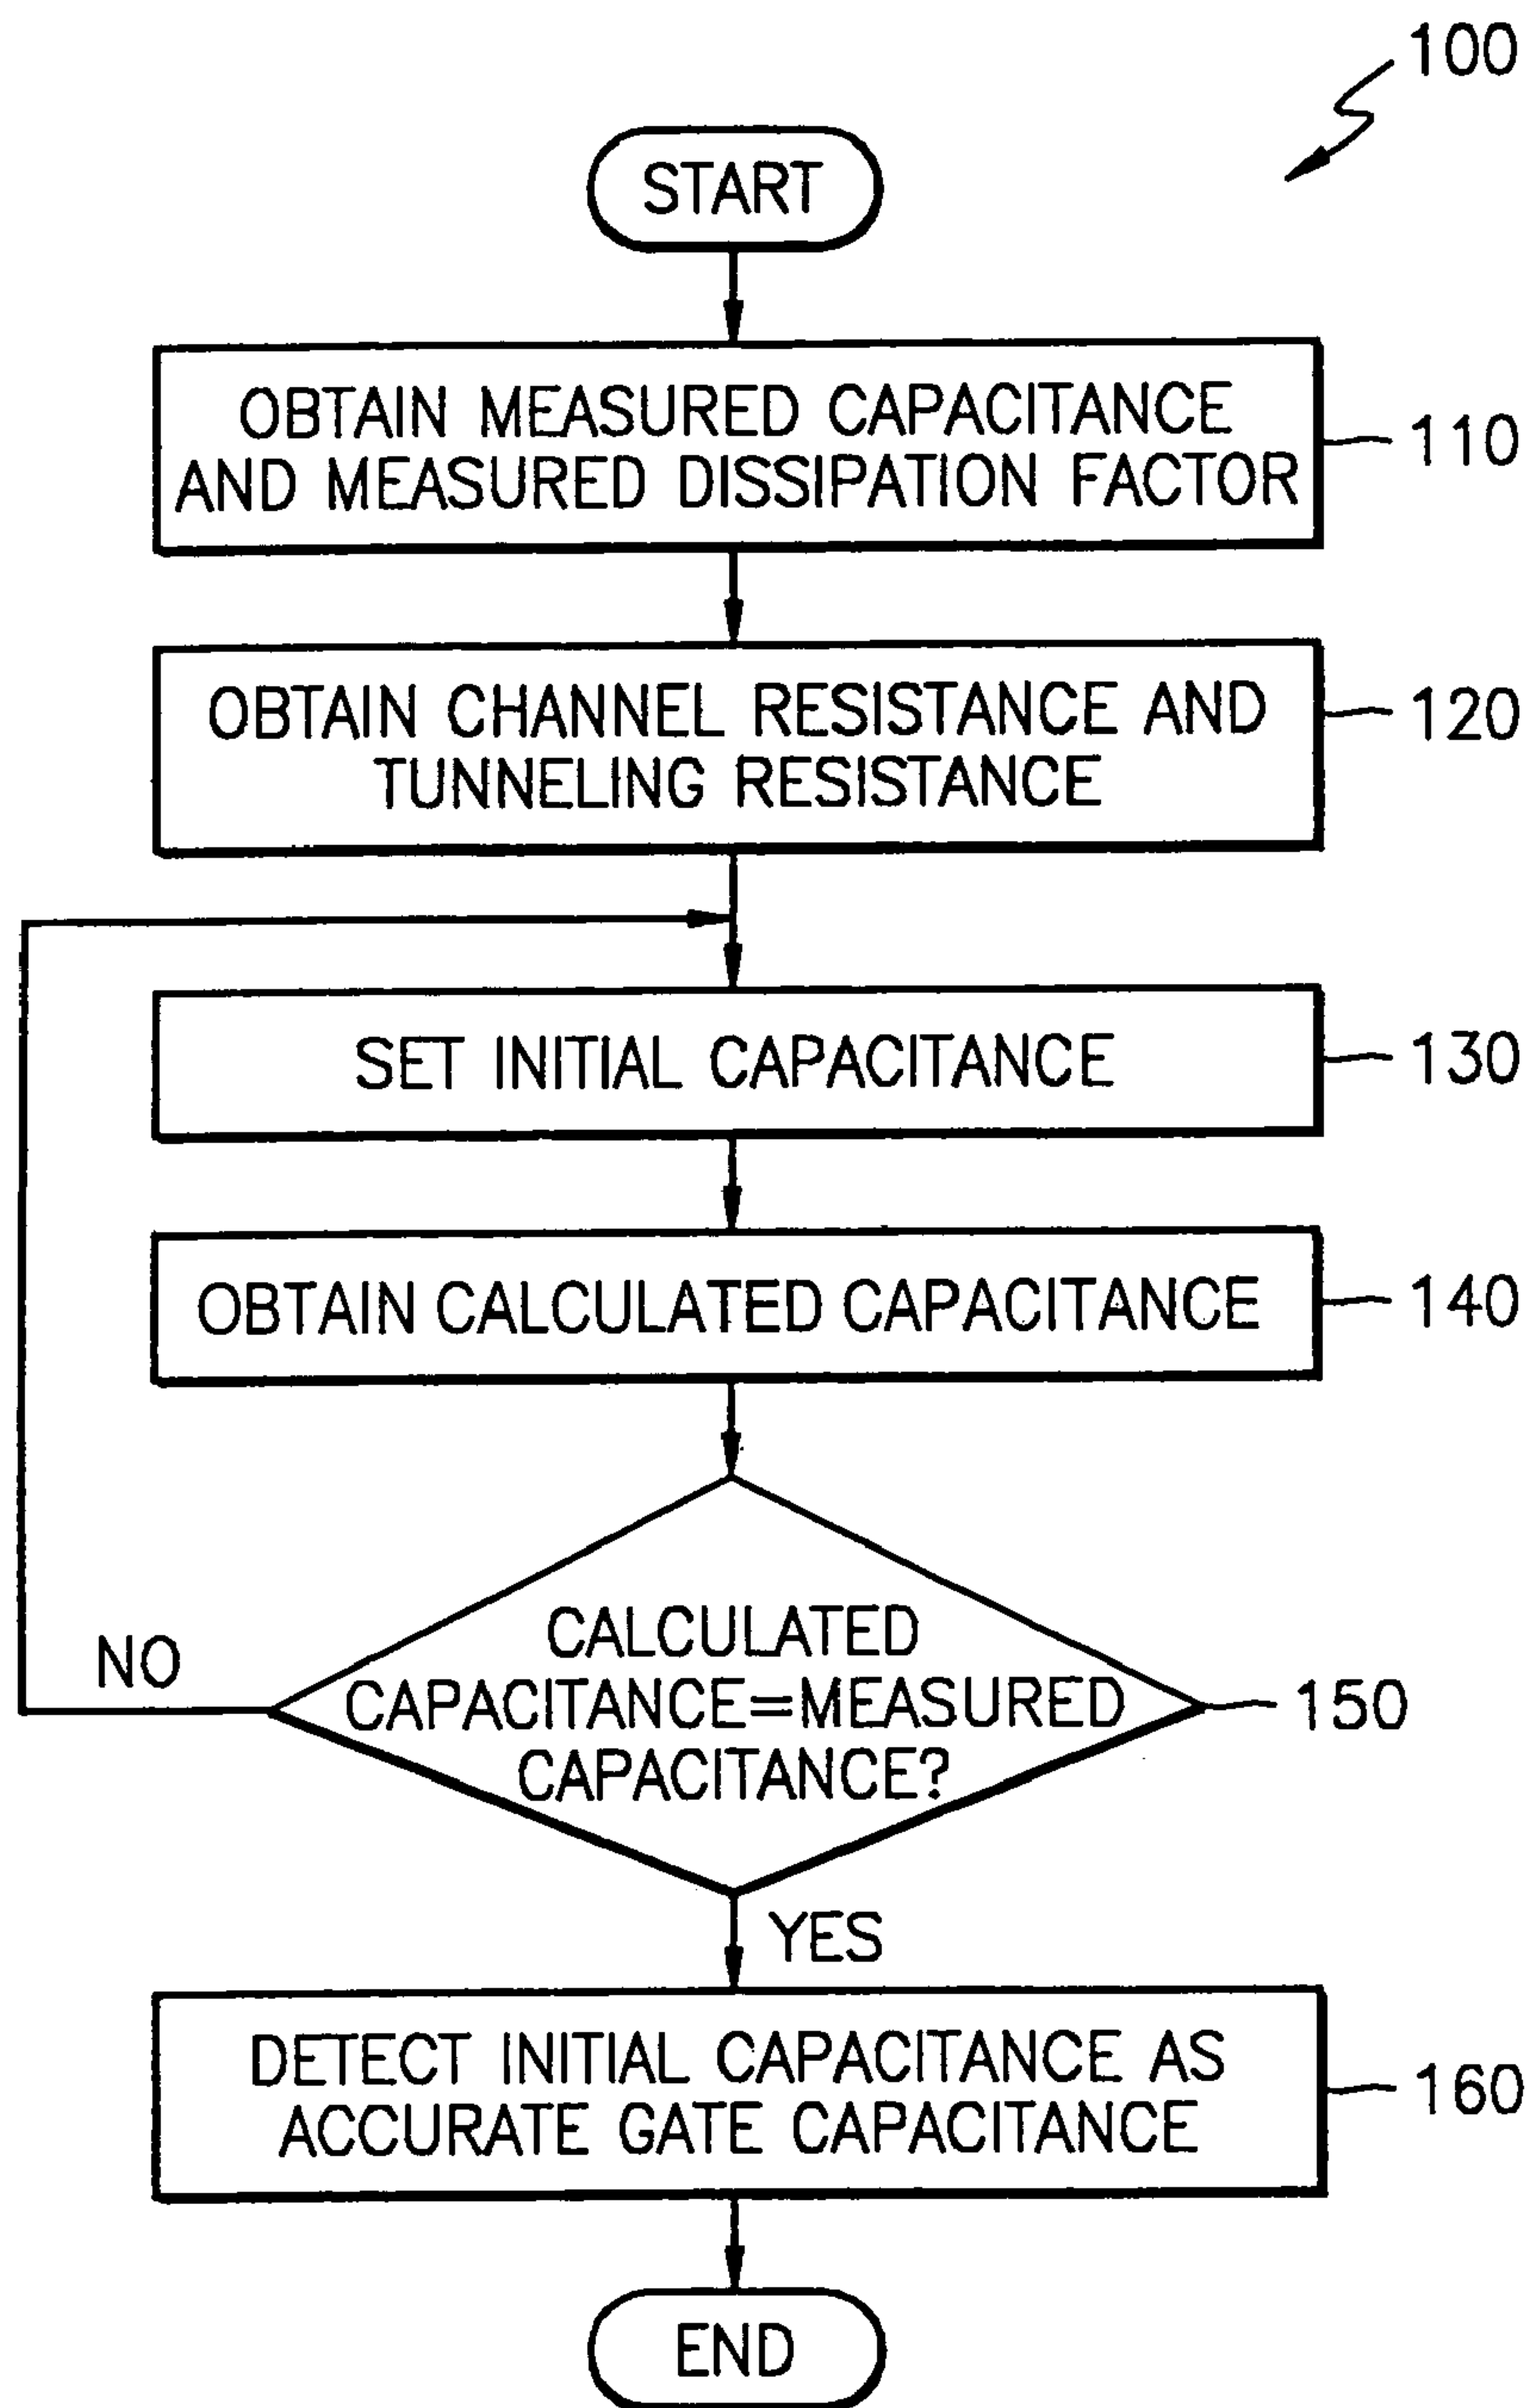 100
START
OBTAIN MEASURED CAPACITANCE
AND MEASURED DISSIPATION FACTOR
110
OBTAIN CHANNEL RESISTANCE AND
TUNNELING RESISTANCE
120
SET INITIAL CAPACITANCE
130
OBTAIN CALCULATED CAPACITANCE
140
CALCULATED
CAPACITANCE=MEASURED
CAPACITANCE?
150
NO
YES
DETECT INITIAL CAPACITANCE AS
ACCURATE GATE CAPACITANCE
160
END